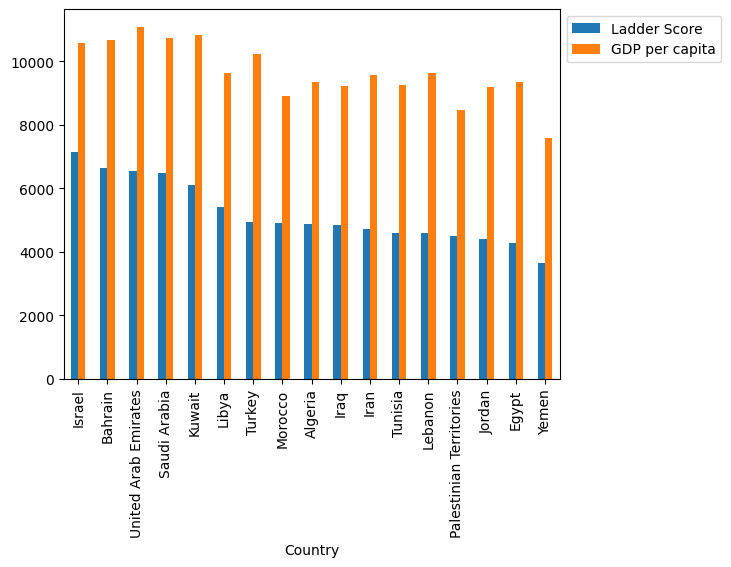 Ladder Score
GDP per capita
10000
8000
6000
4000
2000
0
Israel
Bahrain
United Arab Emirates
Saudi Arabia
Kuwait
Libya
Turkey
Morocco
Algeria
Iraq
Iran
Tunisia
Lebanon
Palestinian Territories
Jordan
Egypt
Yemen
Country